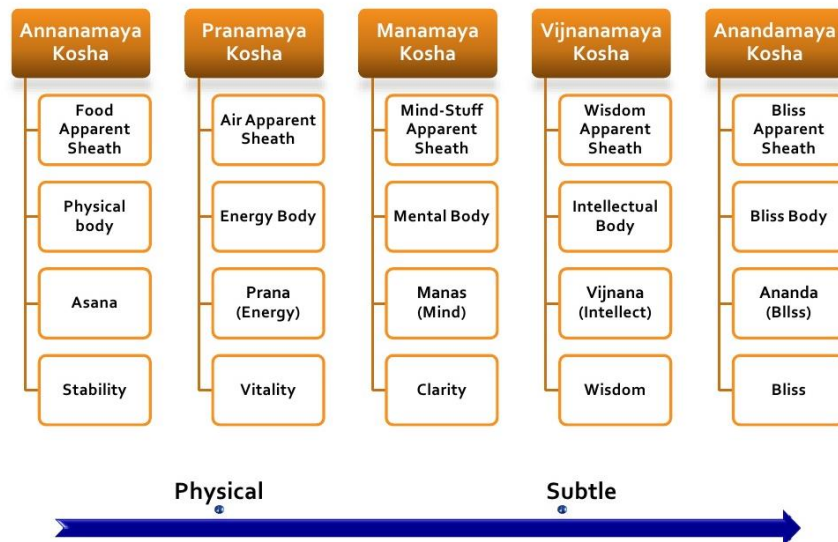 Annanamaya
Kosha
Food
Apparent
Sheath
Physical
body
Asana
Stability
Pranamaya
Kosha
Air Apparent
Sheath
Energy Body
Prana
(Energy)
Vitality
Manamaya
Kosha
Mind-Stuff
Apparent
Sheath
Mental Body
Manas
(Mind)
Clarity
Vijnanamaya
Kosha
Wisdom
Apparent
Sheath
Intellectual
Body
Vijnana
(Intellect)
Wisdom
Anandamaya
Kosha
Bliss
Apparent
Sheath
Bliss Body
Ananda
(Bllss)
Bliss
Physical
Subtle